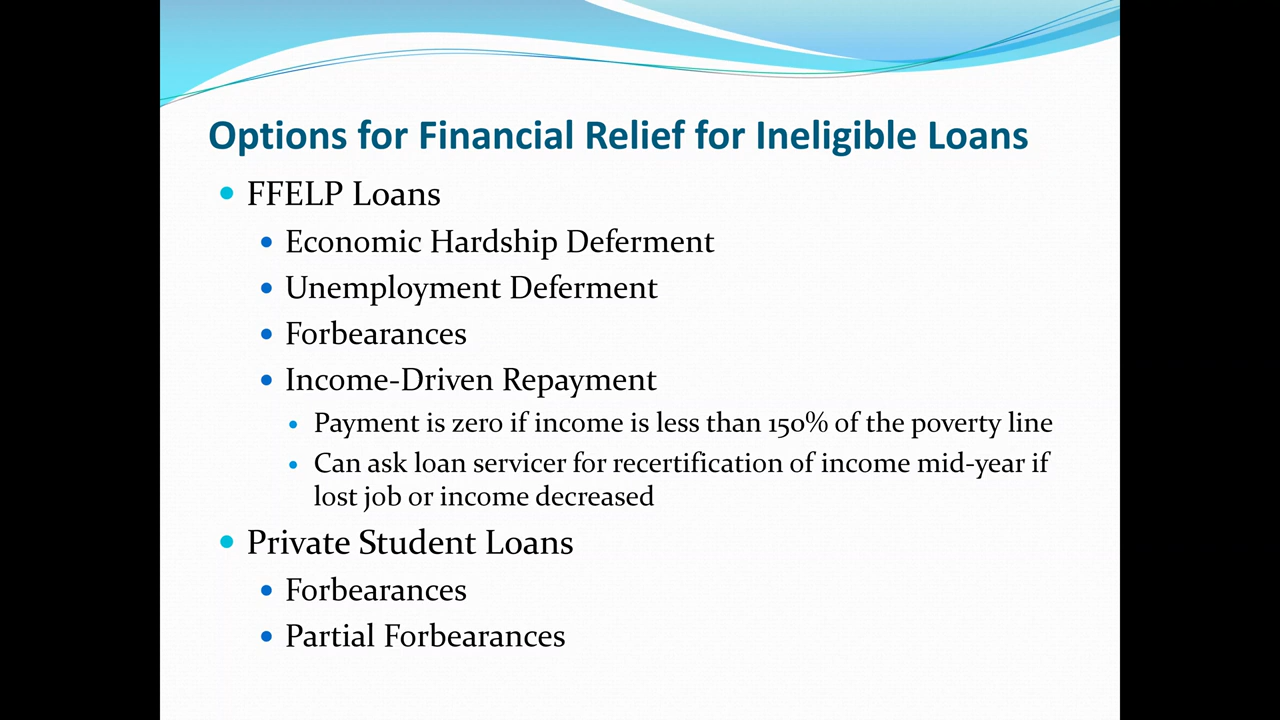 Options for Financial Relief for Ineligible Loans
FFELP Loans
Economic Hardship Deferment
Unemployment Deferment
Forbearances
Income-Driven Repayment
Payment is zero if income is less than 150% of the poverty line
Can ask loan servicer for recertification of income mid-year if
lost job or income decreased
Private Student Loans
Forbearances
Partial Forbearances